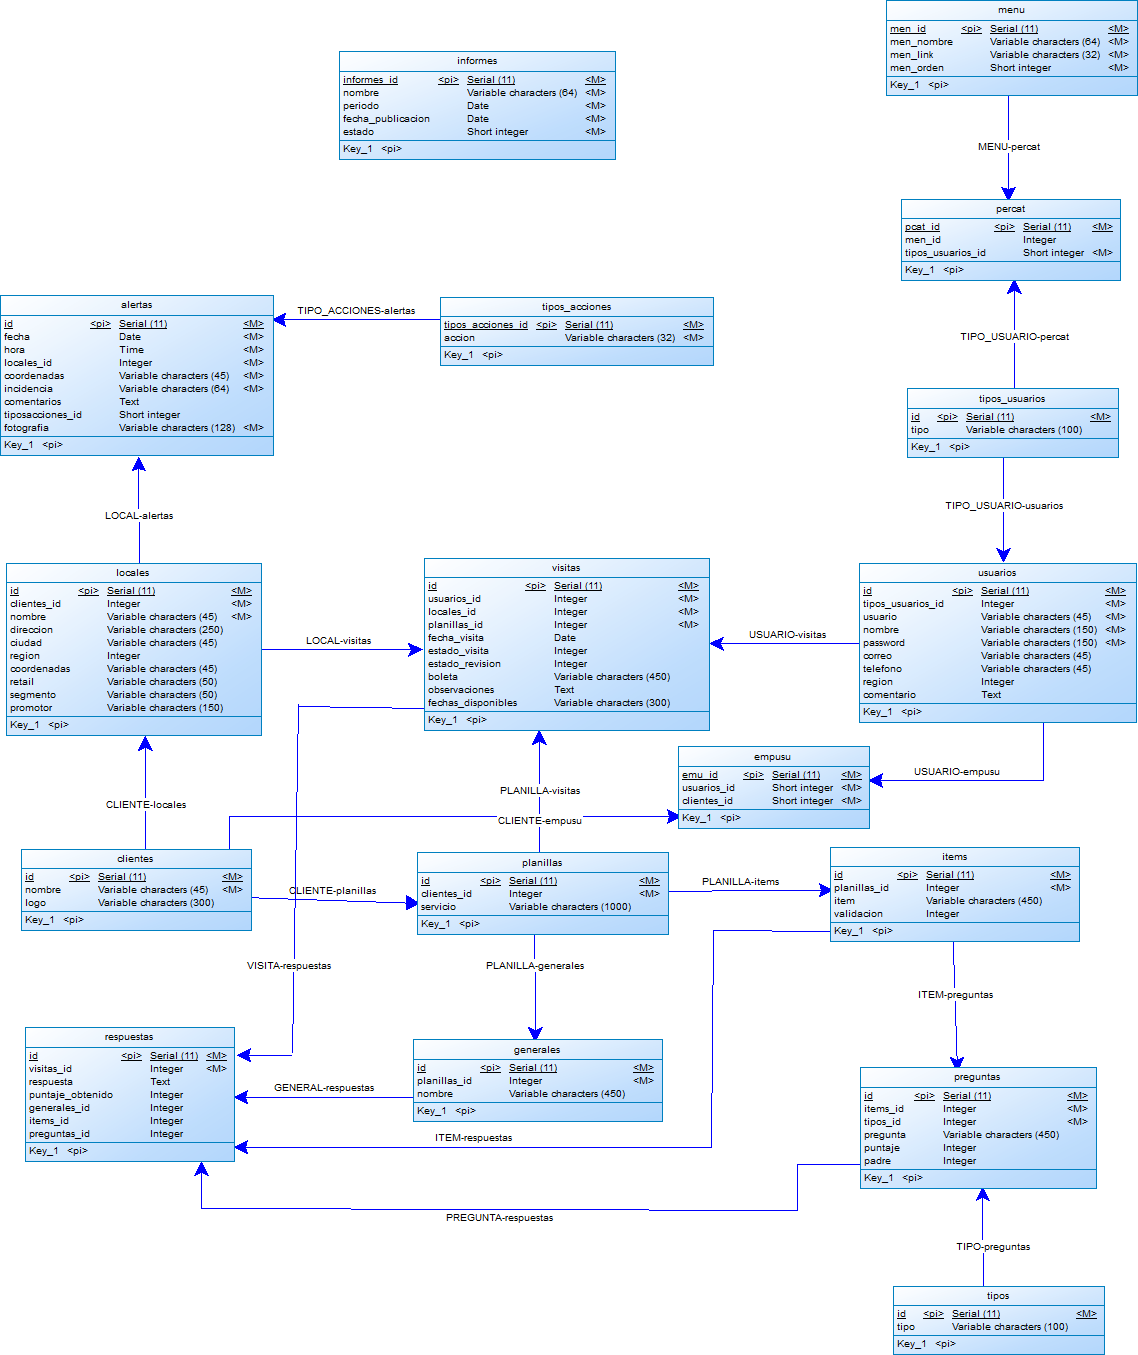 menu
men_id <pi> Serial (11) <M>
men_nombre Variable characters (64) <M>
men_link Variable characters (32) <M>
men_orden Short integer <M>
Key_1 <pi>
informes
informes_id <pi> Serial (11) <M>
nombre Variable characters (64) <M>
periodo Date <M>
fecha_publicacion Date <M>
estado Short integer <M>
Key_1 <pi>
MENU-percat
percat
pcat_id <pi> Serial (11) <M>
men_id Integer
tipos_usuarios_id Short integer <M>
Key_1 <pi>
alertas
id <pi> Serial (11) <M>
fecha Date <M>
hora Time <M>
locales_id Integer <M>
coordenadas Variable characters (45) <M>
incidencia Variable characters (64) <M>
comentarios Text
tiposacciones_id Short integer
fotografia Variable characters (128) <M>
Key_1 <pi>
TIPO_ACCIONES-alertas
tipos_acciones
tipos_acciones_id <pi> Serial (11) <M>
accion Variable characters (32) <M>
Key_1 <pi>
TIPO_USUARIO-percat
tipos_usuarios
id <pi> Serial (11) <M>
tipo Variable characters (100)
Key_1 <pi>
LOCAL-alertas
TIPO_USUARIO-usuarios
locales
id <pi> Serial (11) <M>
clientes_id Integer <M>
nombre Variable characters (45) <M>
direccion Variable characters (250)
ciudad Variable characters (45)
region Integer
coordenadas Variable characters (45)
retail Variable characters (50)
segmento Variable characters (50)
promotor Variable characters (150)
Key_1 <pi>
LOCAL-visitas
visitas
id <pi> Serial (11) <M>
usuarios_id Integer <M>
locales_id Integer <M>
planillas_id Integer <M>
fecha_visita Date
estado_visita Integer
estado_revision Integer
boleta Variable characters (450)
observaciones Text
fechas_disponibles Variable characters (300)
Key_1 <pi>
USUARIO-visitas
usuarios
id <pi> Serial (11) <M>
tipos_usuarios_id Integer <M>
usuario Variable characters (45) <M>
nombre Variable characters (150) <M>
password Variable characters (150) <M>
correo Variable characters (45)
telefono Variable characters (45)
region Integer
comentario Text
Key_1 <pi>
empusu
emu_id <pi> Serial (11) <M>
usuarios_id Short integer <M>
clientes_id Short integer <M>
Key_1 <pi>
USUARIO-empusu
PLANILLA-visitas
CLIENTE-locales
CLIENTE-empusu
clientes
id <pi> Serial (11) <M>
nombre Variable characters (45) <M>
logo Variable characters (300)
Key_1 <pi>
CLIENTE-planillas
planillas
id <pi> Serial (11) <M>
clientes_id Integer <M>
servicio Variable characters (1000)
Key_1 <pi>
PLANILLA-items
items
id <pi> Serial (11) <M>
planillas_id Integer <M>
item Variable characters (450)
validacion Integer
Key_1 <pi>
VISITA-respuestas
PLANILLA-generales
ITEM-preguntas
respuestas
id <pi> Serial (11) <M>
visitas_id Integer <M>
respuesta Text
puntaje_obtenido Integer
generales_id Integer
items_id Integer
preguntas_id Integer
Key_1 <pi>
GENERAL-respuestas
generales
id <pi> Serial (11) <M>
planillas_id Integer <M>
nombre Variable characters (450)
Key_1 <pi>
ITEM-respuestas
preguntas
id <pi> Serial (11) <M>
items_id Integer <M>
tipos_id Integer <M>
pregunta Variable characters (450)
puntaje Integer
padre Integer
Key_1 <pi>
PREGUNTA-respuestas
TIPO-preguntas
tipos
id <pi> Serial (11) <M>
tipo Variable characters (100)
Key_1 <pi>